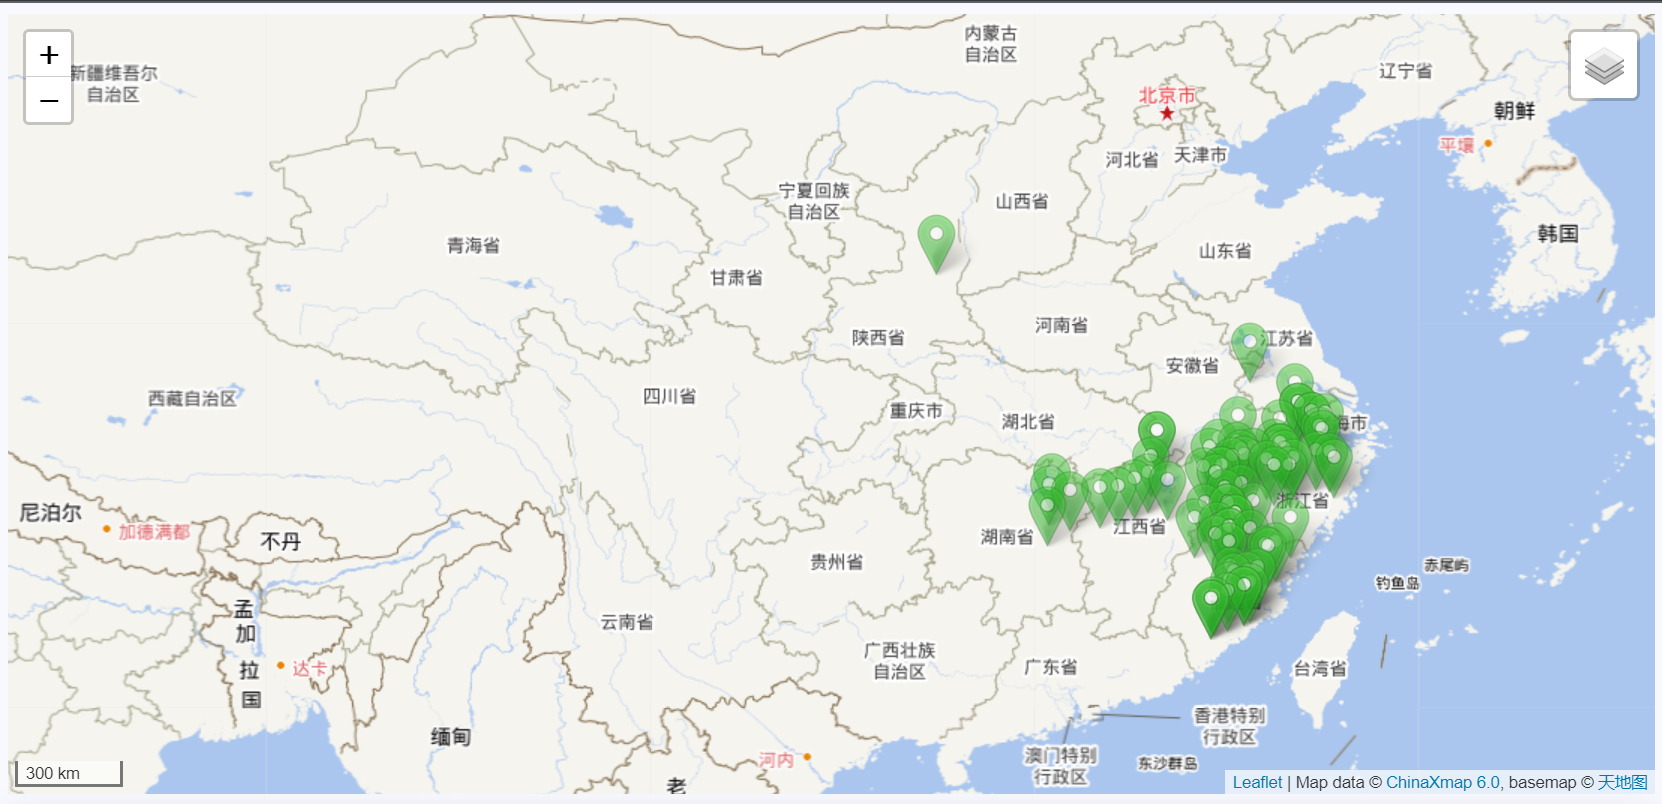 +
−
新疆维吾尔
自治区
内蒙古
自治区
辽宁省
北京市
朝鲜
平壤
河北省
天津市
宁夏回族
自治区
山西省
韩国
青海省
山东省
甘肃省
河南省
陕西省
江苏省
安徽省
西藏自治区
四川省
重庆市
湖北省
海市
浙江省
尼泊尔
加德满都
不丹
湖南省
江西省
贵州省
赤尾屿
钓鱼岛
孟
加
拉
国
云南省
达卡
广西壮族
自治区
广东省
台湾省
香港特别
行政区
缅甸
河内
澳门特别
行政区
东沙群岛
老
300 km
Leaflet | Map data © ChinaXmap 6.0, basemap © 天地图